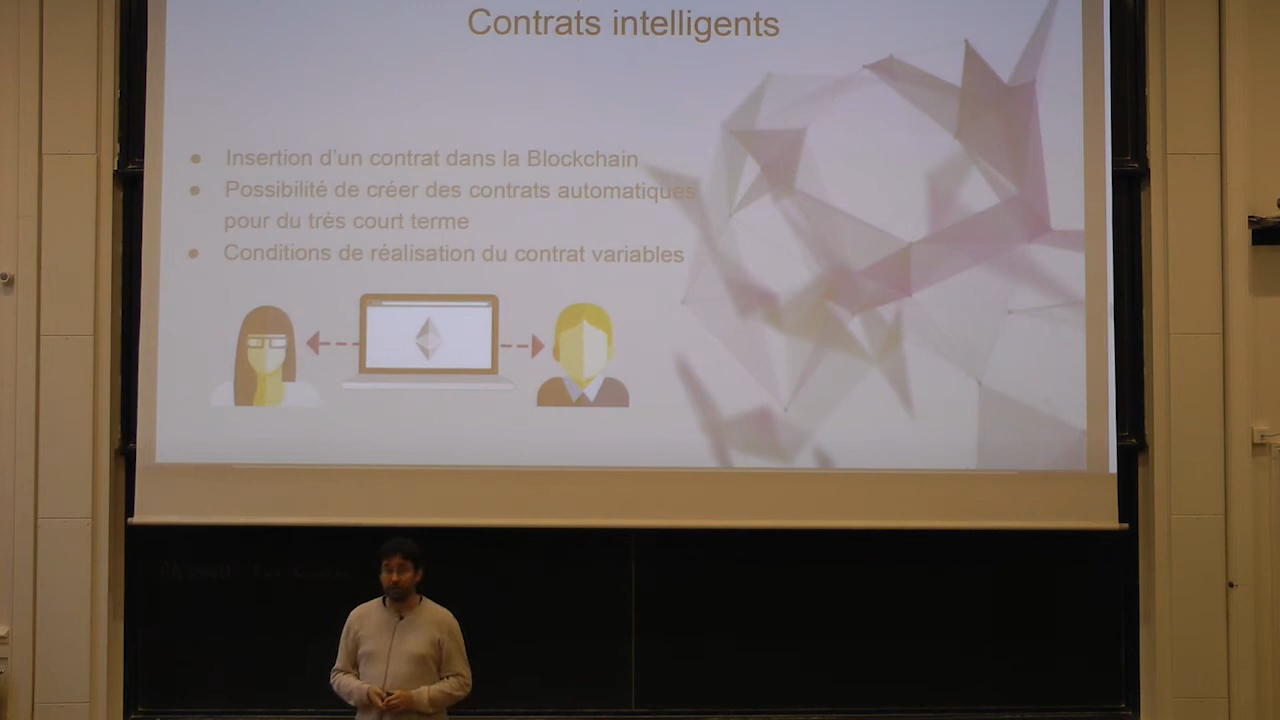 Contrats intelligents
● Insertion d'un contrat dans la Blockchain
● Possibilité de créer des contrats automatiques
pour du très court terme
● Conditions de réalisation du contrat variables